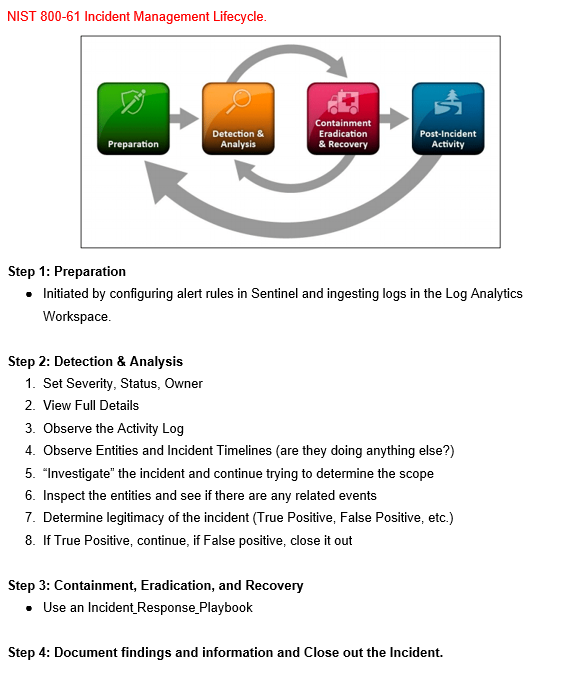 NIST 800-61 Incident Management Lifecycle.
Preparation
Detection &
Analysis
Containment
Eradication
& Recovery
Post-Incident
Activity
Step 1: Preparation
● Initiated by configuring alert rules in Sentinel and ingesting logs in the Log Analytics
Workspace.
Step 2: Detection & Analysis
1. Set Severity, Status, Owner
2. View Full Details
3. Observe the Activity Log
4. Observe Entities and Incident Timelines (are they doing anything else?)
5. “Investigate” the incident and continue trying to determine the scope
6. Inspect the entities and see if there are any related events
7. Determine legitimacy of the incident (True Positive, False Positive, etc.)
8. If True Positive, continue, if False positive, close it out
Step 3: Containment, Eradication, and Recovery
● Use an Incident_Response_Playbook
Step 4: Document findings and information and Close out the Incident.